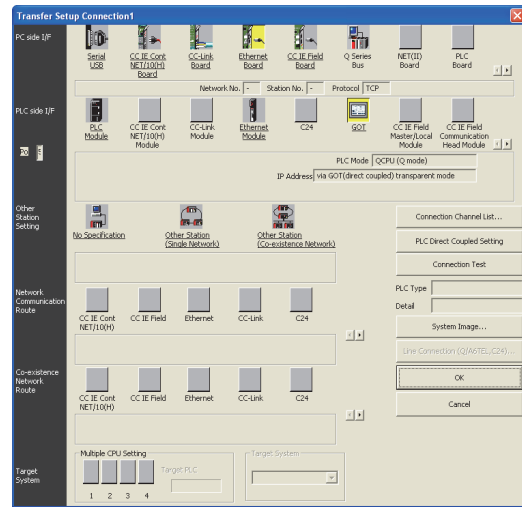 Transfer Setup Connection1
PC side I/F
Serial USB
CC IE Cont NET/10(H) Board
CC-Link Board
Ethernet Board
CC IE Field Board
Q Series Bus
NET(II) Board
PLC Board
Network No. - Station No. - Protocol TCP
PLC side I/F
PLC Module
CC IE Cont NET/10(H) Module
CC-Link Module
Ethernet Module
C24
GOT
CC IE Field Master/Local Module
CC IE Field Communication Head Module
PLC Mode QCPU (Q mode)
IP Address via GOT(direct coupled) transparent mode
Other Station Setting
No Specification
Other Station (Single Network)
Other Station (Co-existence Network)
Connection Channel List...
PLC Direct Coupled Setting
Connection Test
PLC Type
Detail
System Image...
Line Connection (Q/A6TEL,C24)...
OK
Cancel
Network Communication Route
CC IE Cont NET/10(H)
CC IE Field
Ethernet
CC-Link
C24
Co-existence Network Route
CC IE Cont NET/10(H)
CC IE Field
Ethernet
CC-Link
C24
Target System
Multiple CPU Setting
1 2 3 4
Target PLC
Target System